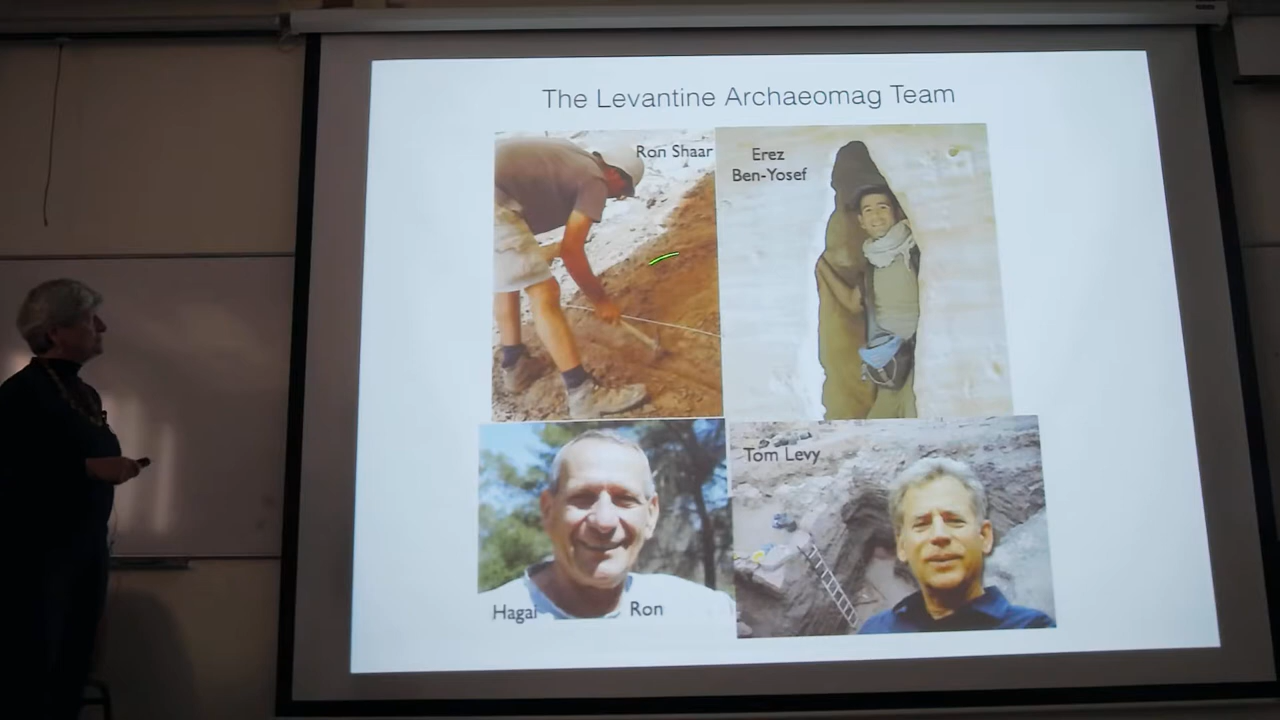 The Levantine Archaeomag Team
Ron Shaar
Erez
Ben-Yosef
Hagai Ron
Tom Levy